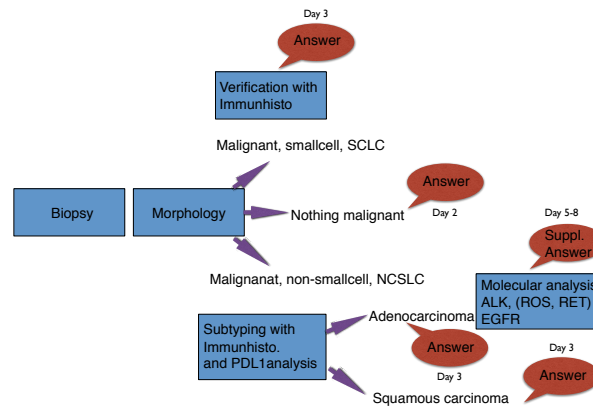 Day 3
Answer
Verification with
Immunhisto
Malignant, smallcell, SCLC
Answer
Biopsy
Morphology
Nothing malignant
Day 2
Day 5-8
Suppl.
Answer
Malignanat, non-smallcell, NCSLC
Molecular analysis
ALK, (ROS, RET)
EGFR
Adenocarcinoma
Subtyping with
Immunhisto.
and PDL1analysis
Answer
Day 3
Day 3
Answer
Squamous carcinoma